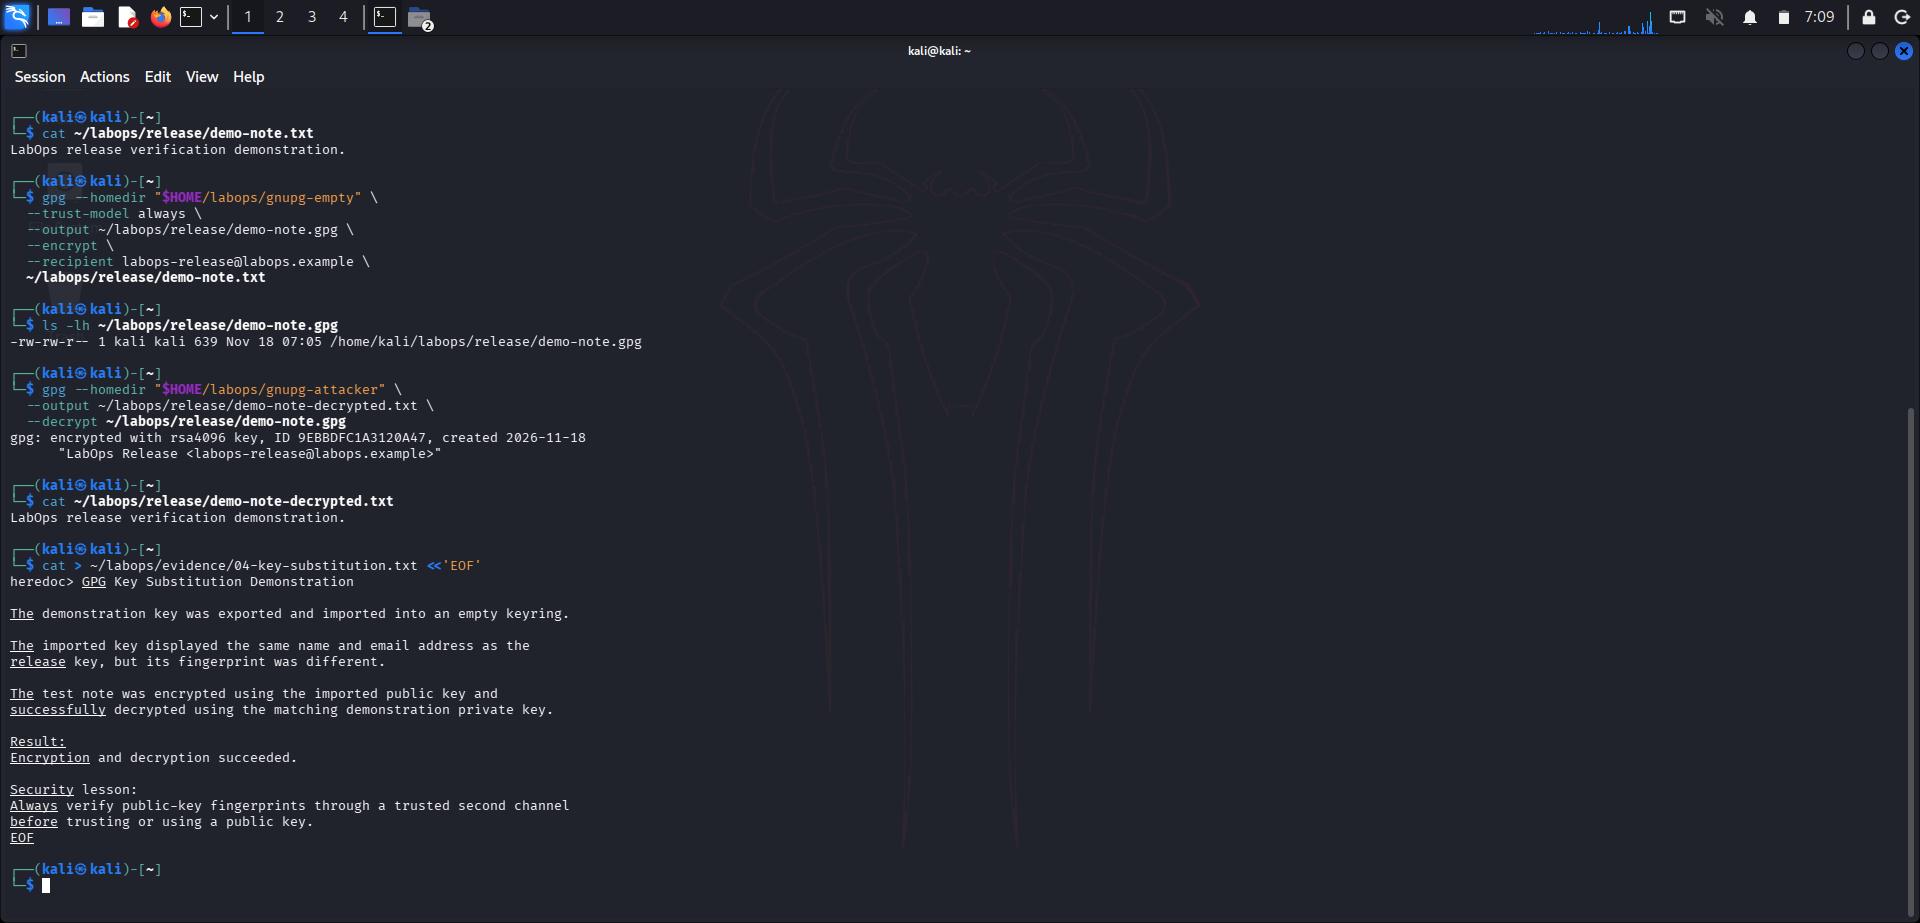 1 2 3 4 2 7:09
kali@kali: ~
Session Actions Edit View Help
┌──(kali㉿kali)-[~]
└─$ cat ~/labops/release/demo-note.txt
LabOps release verification demonstration.
┌──(kali㉿kali)-[~]
└─$ gpg --homedir "$HOME/labops/gnupg-empty" \
--trust-model always \
--output ~/labops/release/demo-note.gpg \
--encrypt \
--recipient labops-release@labops.example \
~/labops/release/demo-note.txt
┌──(kali㉿kali)-[~]
└─$ ls -lh ~/labops/release/demo-note.gpg
-rw-rw-r-- 1 kali kali 639 Nov 18 07:05 /home/kali/labops/release/demo-note.gpg
┌──(kali㉿kali)-[~]
└─$ gpg --homedir "$HOME/labops/gnupg-attacker" \
--output ~/labops/release/demo-note-decrypted.txt \
--decrypt ~/labops/release/demo-note.gpg
gpg: encrypted with rsa4096 key, ID 9EBBDFC1A3120A47, created 2026-11-18
"LabOps Release <labops-release@labops.example>"
┌──(kali㉿kali)-[~]
└─$ cat ~/labops/release/demo-note-decrypted.txt
LabOps release verification demonstration.
┌──(kali㉿kali)-[~]
└─$ cat > ~/labops/evidence/04-key-substitution.txt <<'EOF'
heredoc> GPG Key Substitution Demonstration
The demonstration key was exported and imported into an empty keyring.
The imported key displayed the same name and email address as the
release key, but its fingerprint was different.
The test note was encrypted using the imported public key and
successfully decrypted using the matching demonstration private key.
Result:
Encryption and decryption succeeded.
Security lesson:
Always verify public-key fingerprints through a trusted second channel
before trusting or using a public key.
EOF
┌──(kali㉿kali)-[~]
└─$